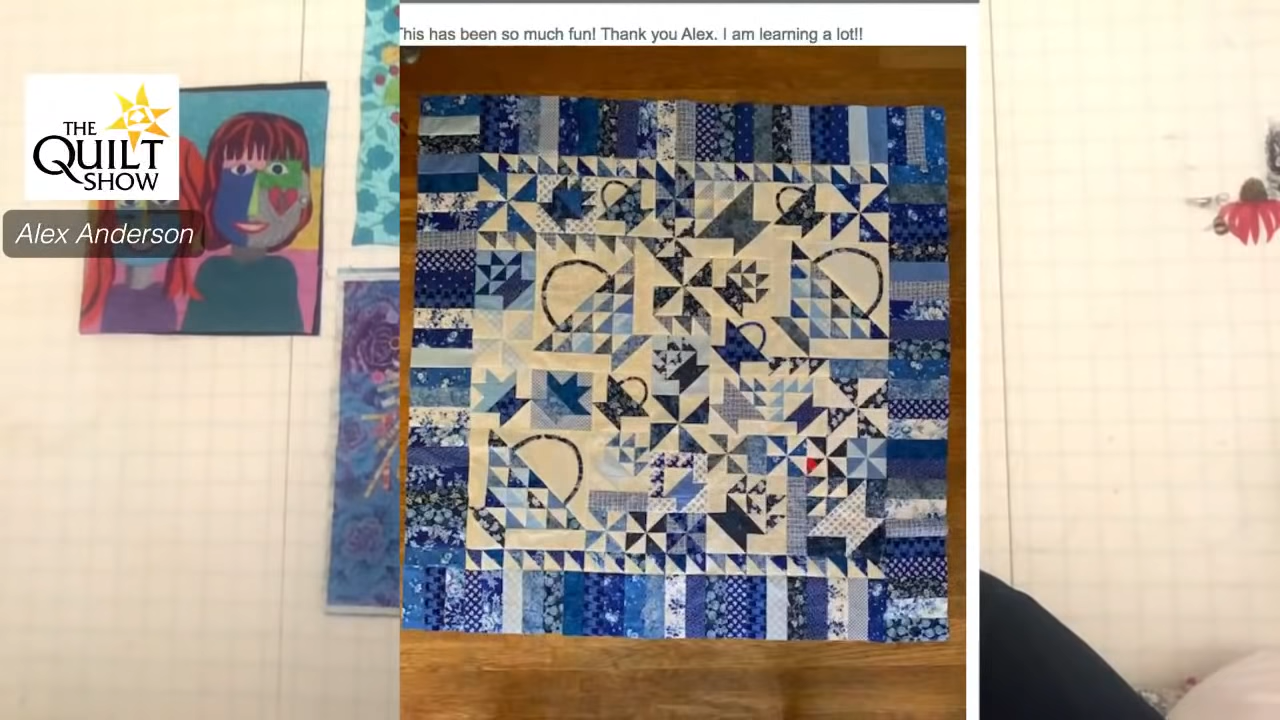 This has been so much fun! Thank you Alex. I am learning a lot!!
THE
QUILT
SHOW
Alex Anderson